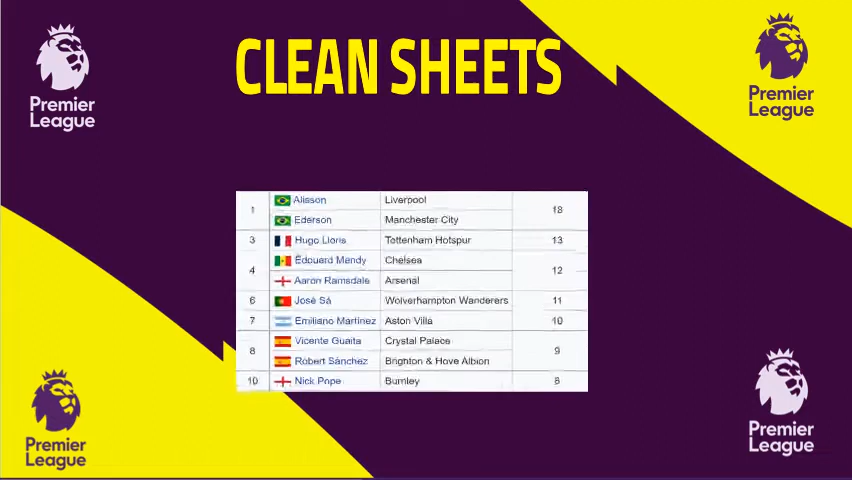 Premier
League
CLEAN SHEETS
Premier
League
1 Alisson Liverpool 18
Ederson Manchester City
3 Hugo Lloris Tottenham Hotspur 13
4 Édouard Mendy Chelsea 12
Aaron Ramsdale Arsenal
6 José Sá Wolverhampton Wanderers 11
7 Emiliano Martínez Aston Villa 10
8 Vicente Guaita Crystal Palace 9
Robert Sánchez Brighton & Hove Albion
10 Nick Pope Burnley 8
Premier
League
Premier
League